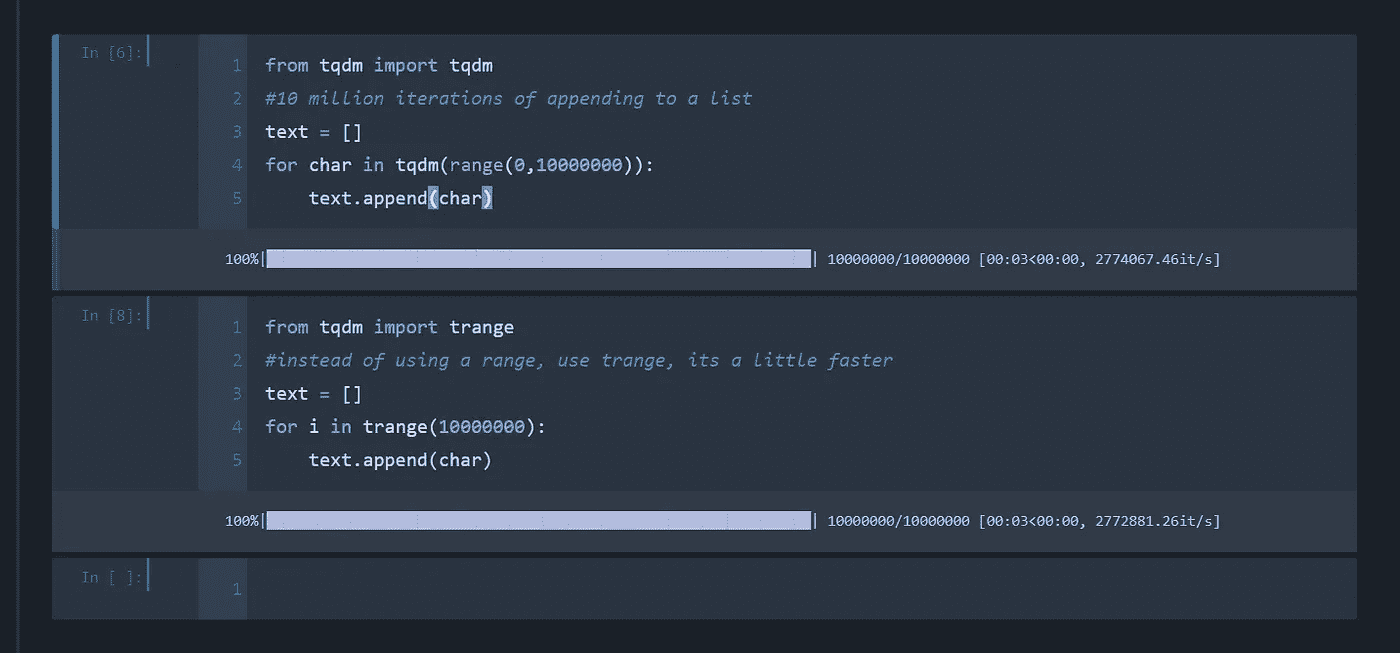 In [6]:
1 from tqdm import tqdm
2 #10 million iterations of appending to a list
3 text = []
4 for char in tqdm(range(0,10000000)):
5     text.append(char)
100%| | 10000000/10000000 [00:03<00:00, 2774067.46it/s]
In [8]:
1 from tqdm import trange
2 #instead of using a range, use trange, its a little faster
3 text = []
4 for i in trange(10000000):
5     text.append(char)
100%| | 10000000/10000000 [00:03<00:00, 2772881.26it/s]
In [ ]:
1